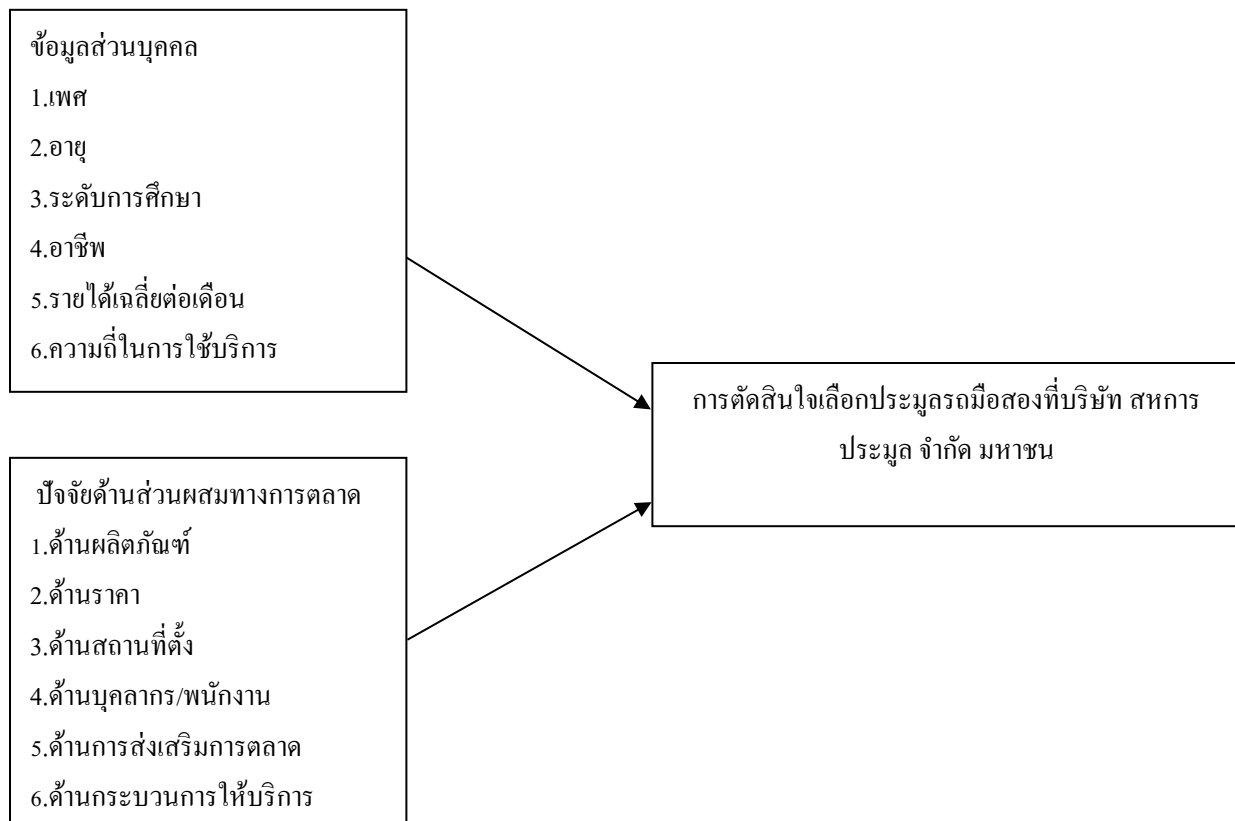 ข้อมูลส่วนบุคคล
1.เพศ
2.อายุ
3.ระดับการศึกษา
4.อาชีพ
5.รายได้เฉลี่ยต่อเดือน
6.ความถี่ในการใช้บริการ
การตัดสินใจเลือกประมูลรถมือสองที่บริษัท สหการ
ประมูล จำกัด มหาชน
ปัจจัยด้านส่วนผสมทางการตลาด
1.ด้านผลิตภัณฑ์
2.ด้านราคา
3.ด้านสถานที่ตั้ง
4.ด้านบุคลากร/พนักงาน
5.ด้านการส่งเสริมการตลาด
6.ด้านกระบวนการให้บริการ